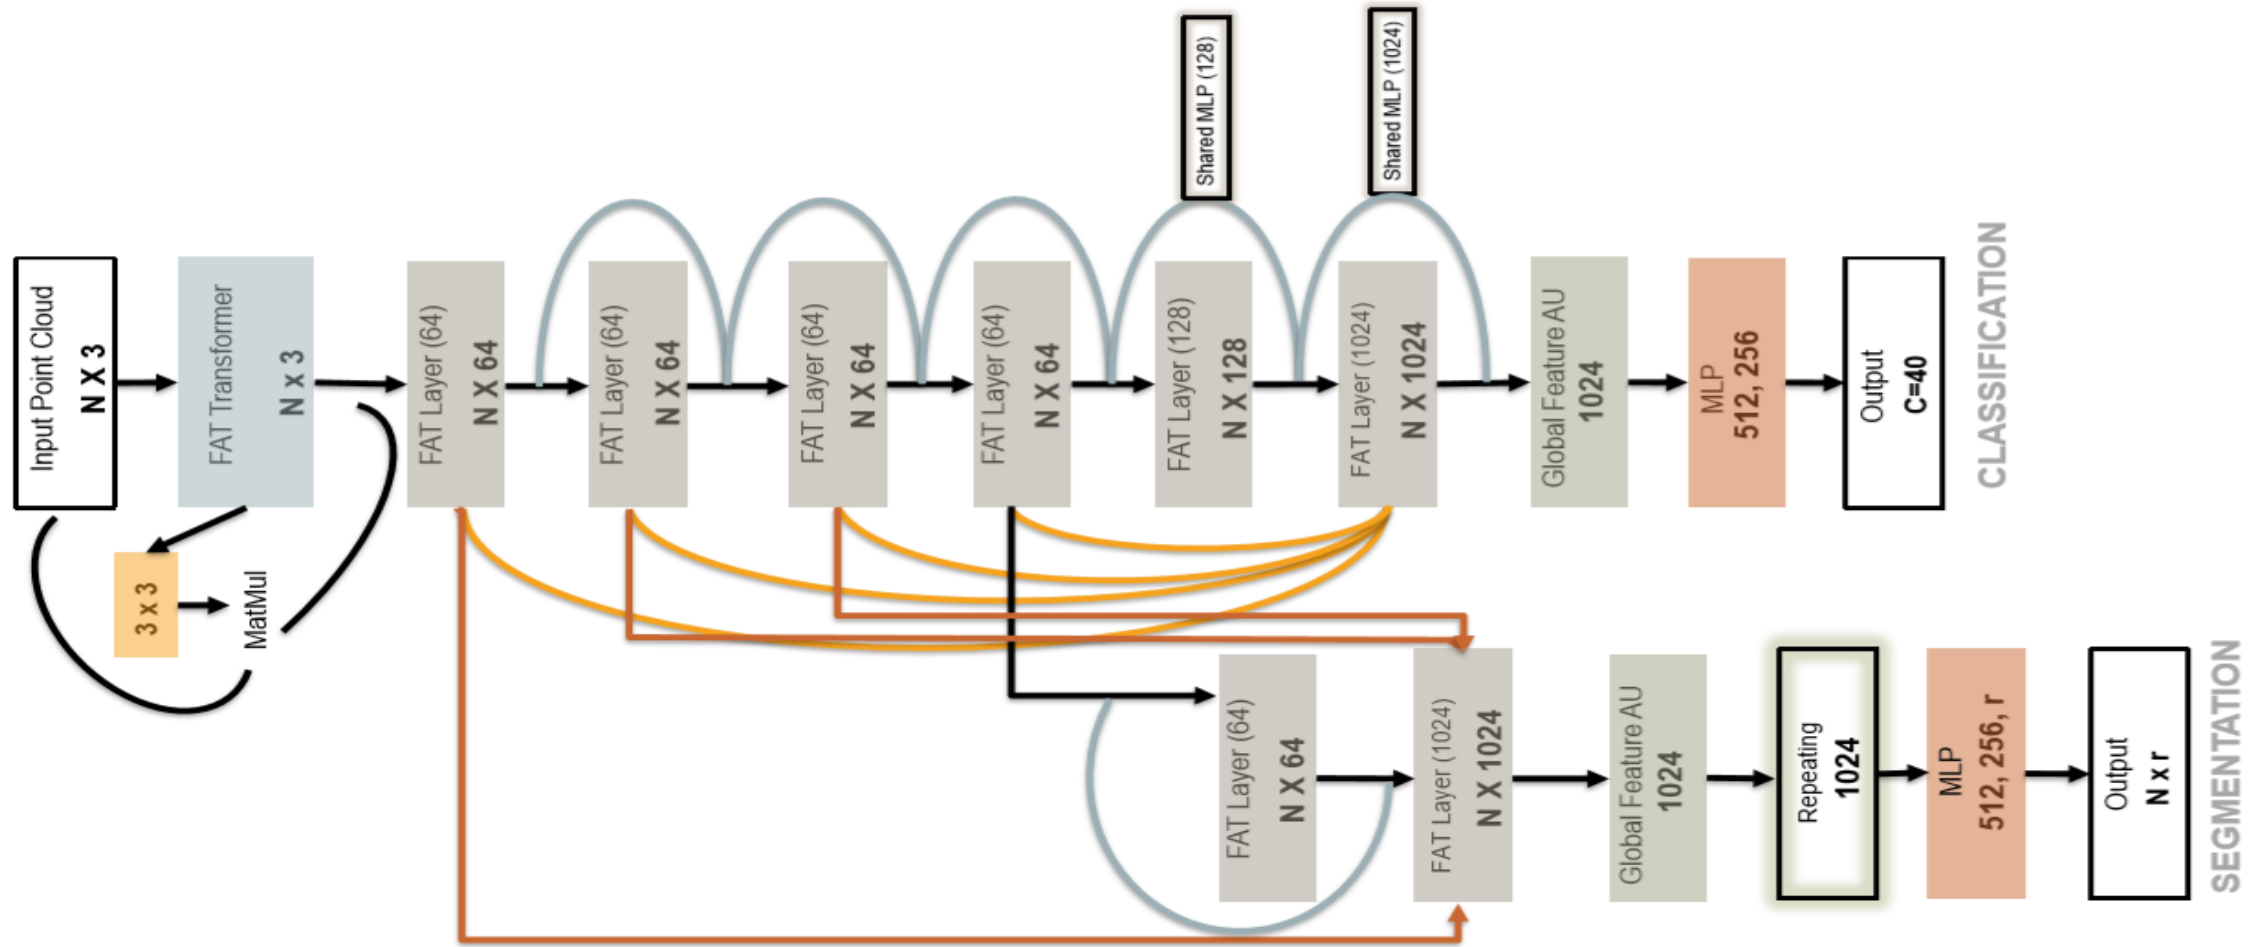 Input Point Cloud
N X 3
FAT Transformer
N x 3
3 x 3
MatMul
FAT Layer (64)
N X 64
FAT Layer (64)
N X 64
FAT Layer (64)
N X 64
FAT Layer (64)
N X 64
Shared MLP (128)
FAT Layer (128)
N X 128
Shared MLP (1024)
FAT Layer (1024)
N X 1024
Global Feature AU
1024
MLP
512, 256
Output
C=40
CLASSIFICATION
FAT Layer (64)
N X 64
FAT Layer (1024)
N X 1024
Global Feature AU
1024
Repeating
1024
MLP
512, 256, r
Output
N x r
SEGMENTATION